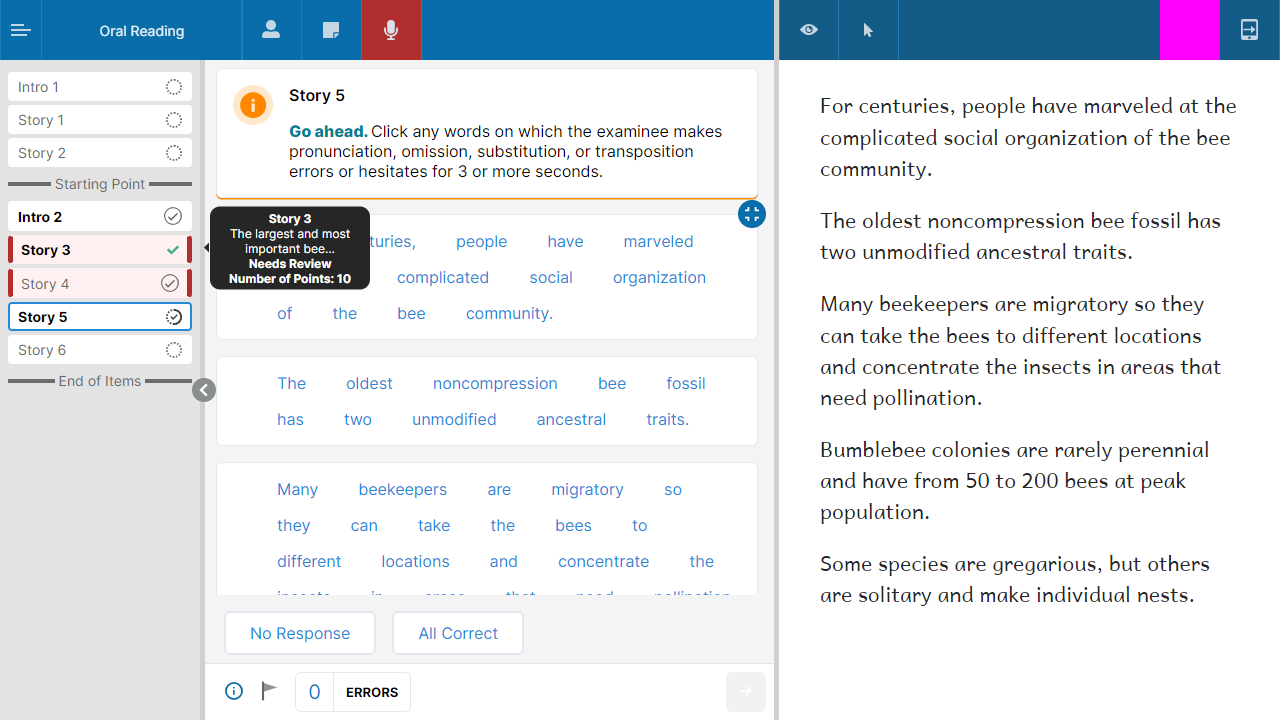 Oral Reading
Intro 1
Story 1
Story 2
Starting Point
Intro 2
Story 3
Story 4
Story 5
Story 6
End of Items
Story 5
Go ahead. Click any words on which the examinee makes
pronunciation, omission, substitution, or transposition
errors or hesitates for 3 or more seconds.
Story 3
The largest and most
important bee...
Needs Review
Number of Points: 10
turies, people have marveled
complicated social organization
of the bee community.
The oldest noncompression bee fossil
has two unmodified ancestral traits.
Many beekeepers are migratory so
they can take the bees to
different locations and concentrate the
insects in areas that need pollination
No Response
All Correct
0 ERRORS
For centuries, people have marveled at the
complicated social organization of the bee
community.
The oldest noncompression bee fossil has
two unmodified ancestral traits.
Many beekeepers are migratory so they
can take the bees to different locations
and concentrate the insects in areas that
need pollination.
Bumblebee colonies are rarely perennial
and have from 50 to 200 bees at peak
population.
Some species are gregarious, but others
are solitary and make individual nests.